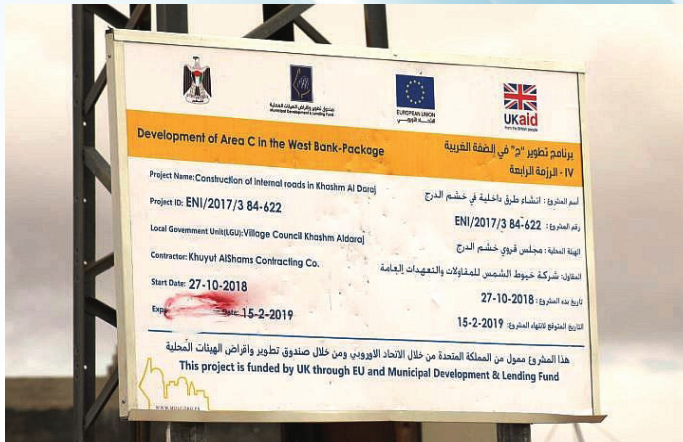 صندوق تطوير واقراض الهيئات المحلية
Municipal Development & Lending Fund
EUROPEAN UNION
الاتحاد الأوروبي
UKaid
from the British people
Development of Area C in the West Bank-Package
برنامج تطوير "ج" في الضفة الغربية
IV - الرزمة الرابعة
Project Name: Construction of internal roads in Khashm Al Daraj
اسم المشروع: انشاء طرق داخلية في خشم الدرج
Project ID: ENI/2017/3 84-622
رقم المشروع: ENI/2017/3 84-622
Local Government Unit(LGU): Village Council Khashm Aldaraj
الهيئة المحلية: مجلس قروي خشم الدرج
Contractor: Khuyut AlShams Contracting Co.
المقاول: شركة خيوط الشمس للمقاولات والتعهدات العامة
Start Date: 27-10-2018
تاريخ بدء المشروع: 27-10-2018
Date: 15-2-2019
التاريخ المتوقع لانتهاء المشروع: 15-2-2019
هذا المشروع ممول من المملكة المتحدة من خلال الاتحاد الاوروبي ومن خلال صندوق تطوير واقراض الهيئات المحلية
This project is funded by UK through EU and Municipal Development & Lending Fund